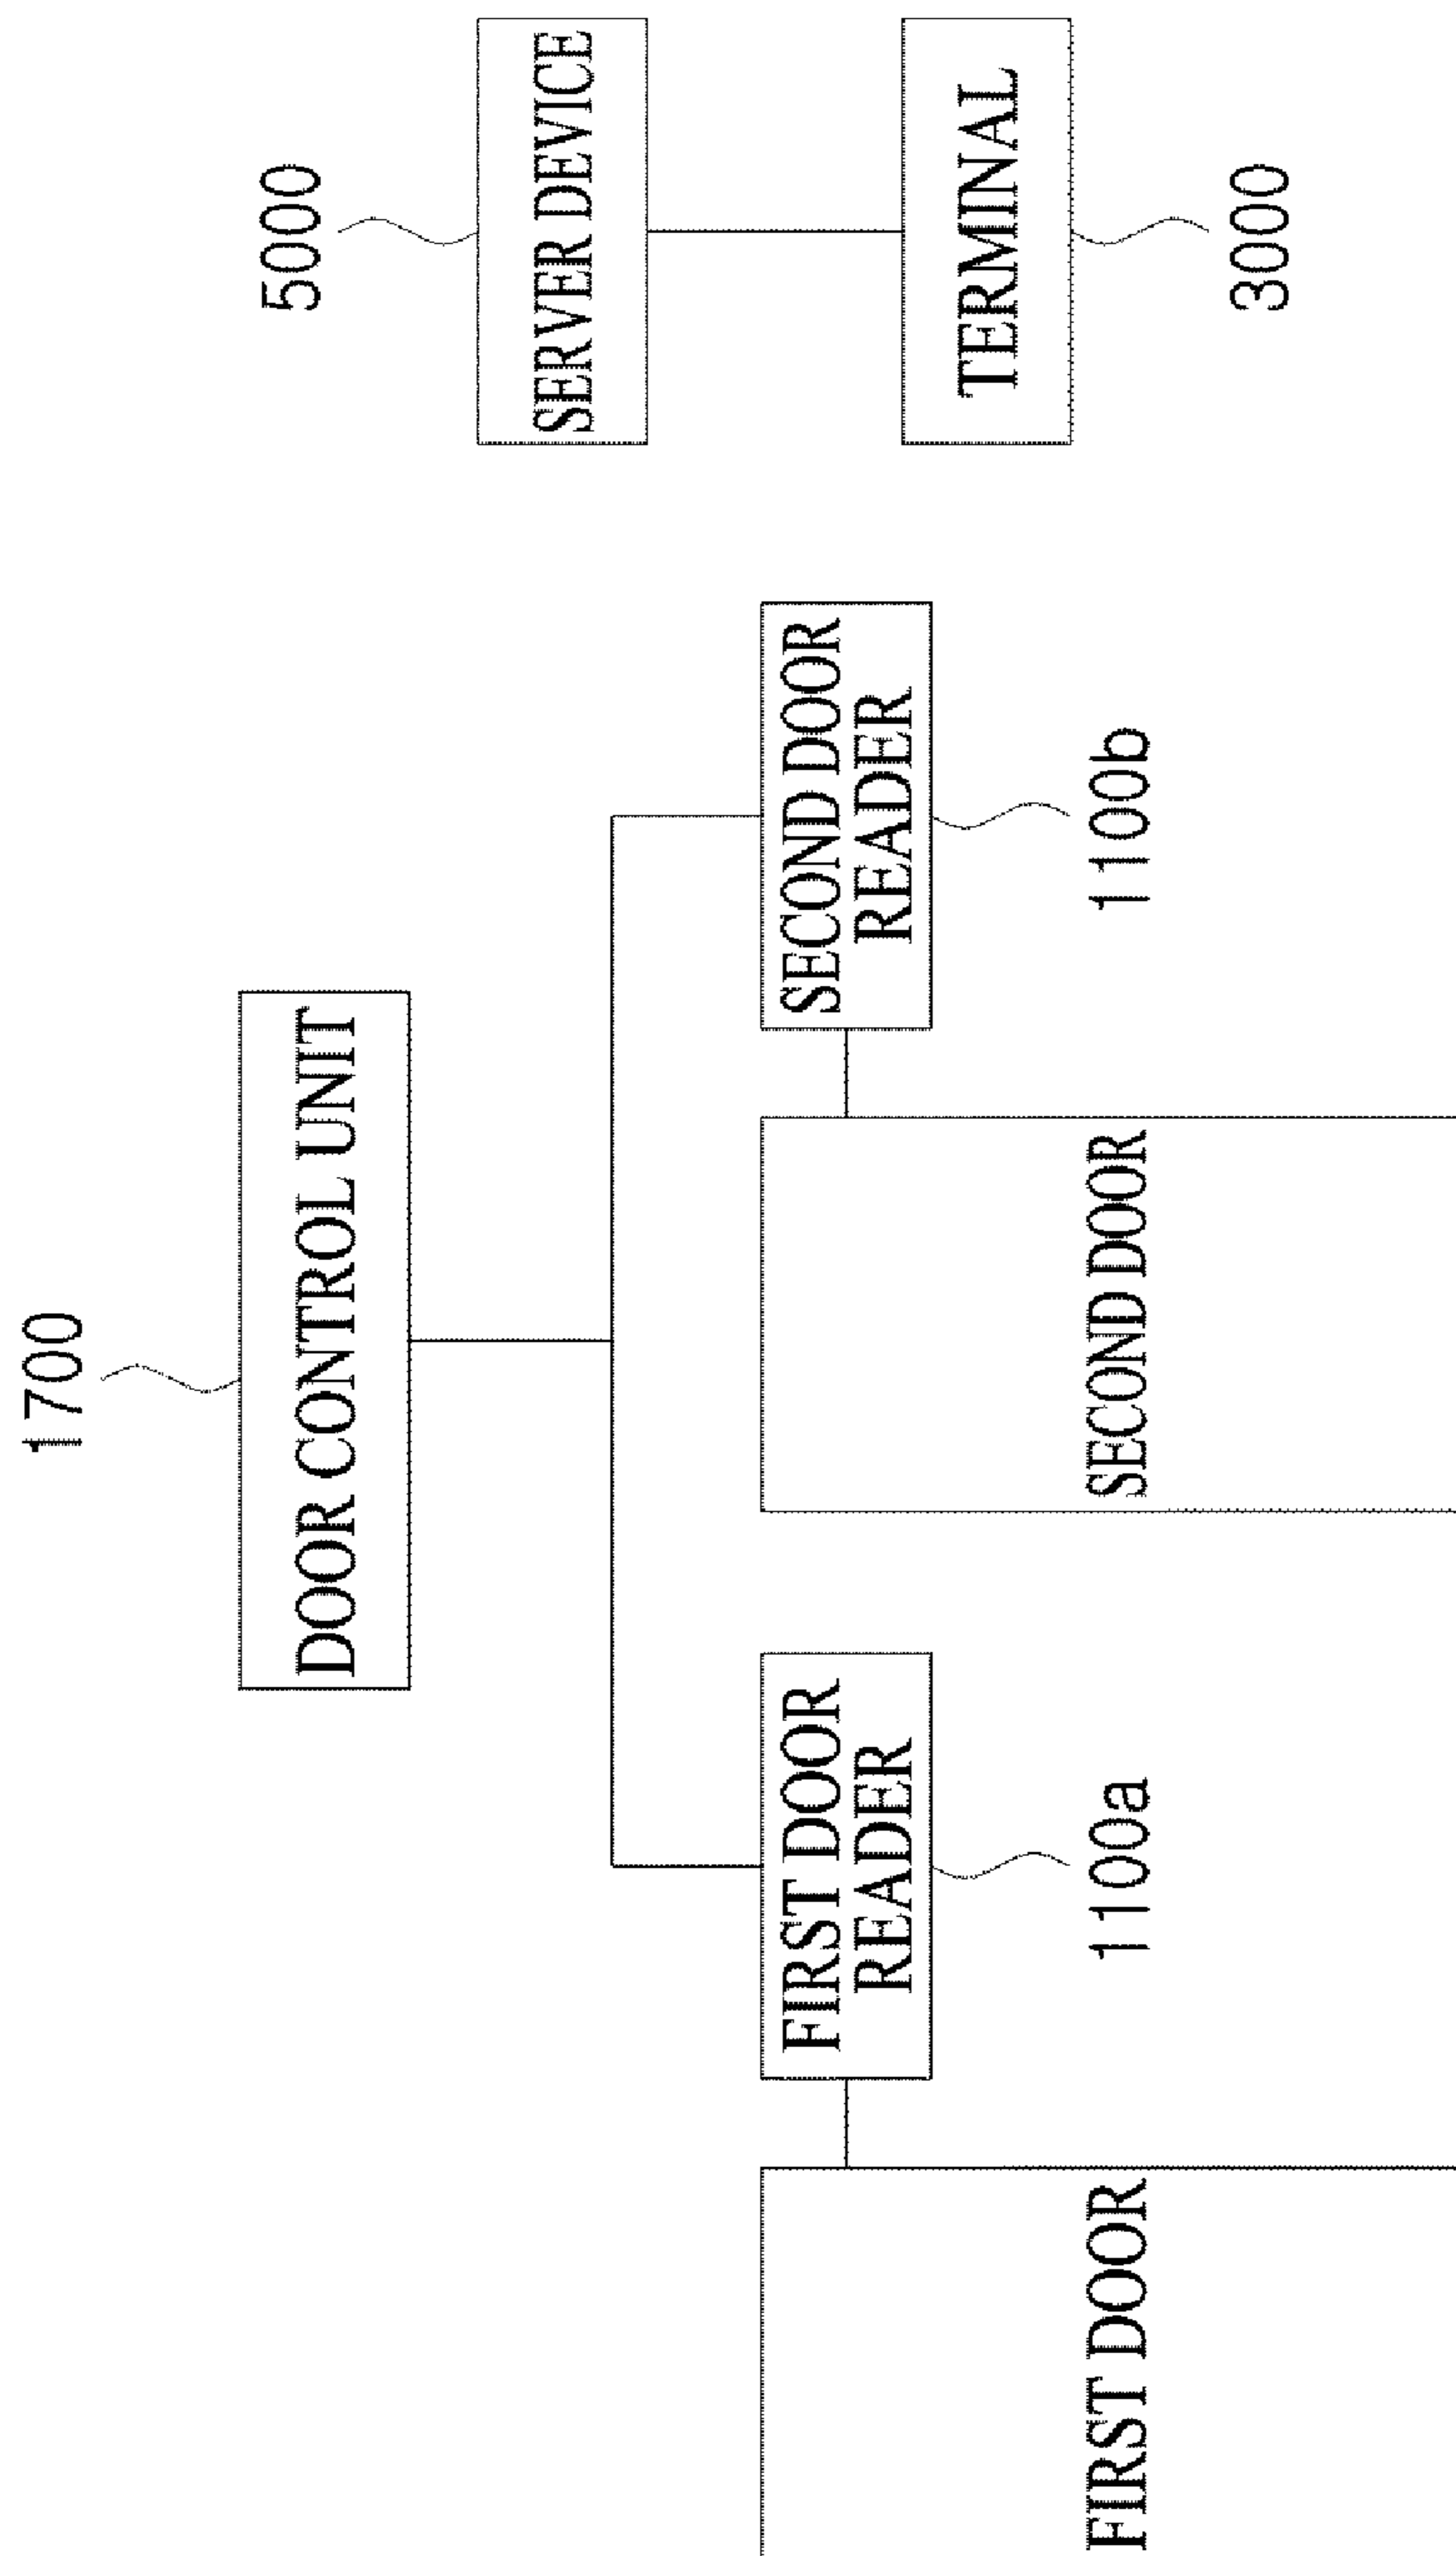 1700
DOOR CONTROL UNIT
5000
SERVER DEVICE
FIRST DOOR
READER
1100a
SECOND DOOR
READER
1100b
TERMINAL
3000
FIRST DOOR
SECOND DOOR